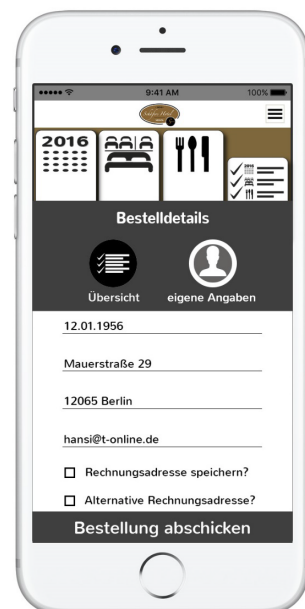 9:41 AM
100%
2016
2016
Bestelldetails
Übersicht
eigene Angaben
12.01.1956
Mauerstraße 29
12065 Berlin
hansi@t-online.de
Rechnungsadresse speichern?
Alternative Rechnungsadresse?
Bestellung abschicken